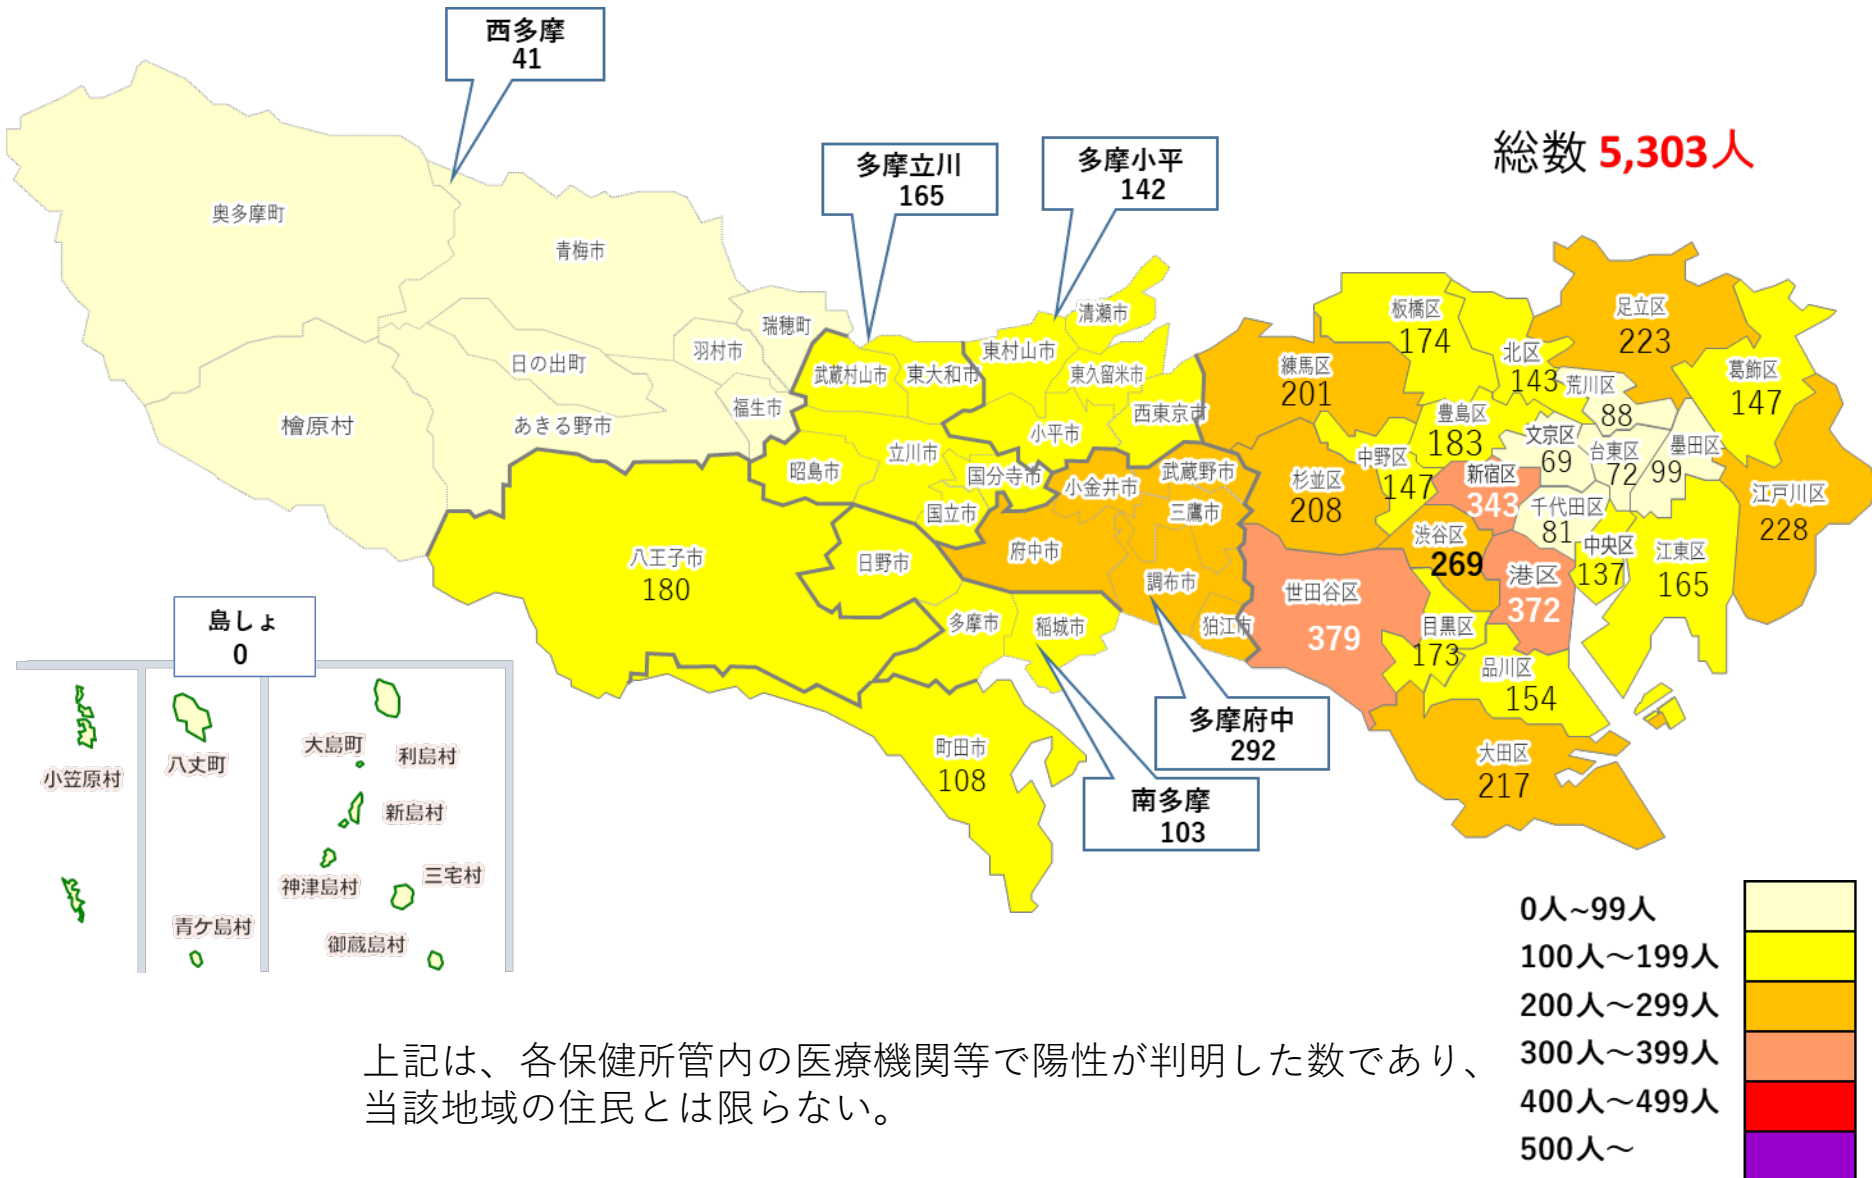 西多摩
41
多摩立川
165
多摩小平
142
総数 5,303人
奥多摩町
青梅市
瑞穂町
羽村市
日の出町
福生市
あきる野市
檜原村
武蔵村山市
東大和市
東村山市
清瀬市
東久留米市
西東京市
小平市
昭島市
立川市
国分寺市
国立市
小金井市
武蔵野市
三鷹市
府中市
調布市
狛江市
八王子市
180
日野市
多摩市
稲城市
町田市
108
多摩府中
292
南多摩
103
板橋区
174
北区
143
足立区
223
葛飾区
147
練馬区
201
豊島区
183
荒川区
88
文京区
69
台東区
72
墨田区
99
江戸川区
228
中野区
147
杉並区
208
新宿区
343
千代田区
81
渋谷区
269
中央区
137
江東区
165
港区
372
世田谷区
379
目黒区
173
品川区
154
大田区
217
島しょ
0
小笠原村
八丈町
青ケ島村
大島町
利島村
新島村
神津島村
三宅村
御蔵島村
0人~99人
100人～199人
200人～299人
300人～399人
400人～499人
500人～
上記は、各保健所管内の医療機関等で陽性が判明した数であり、
当該地域の住民とは限らない。